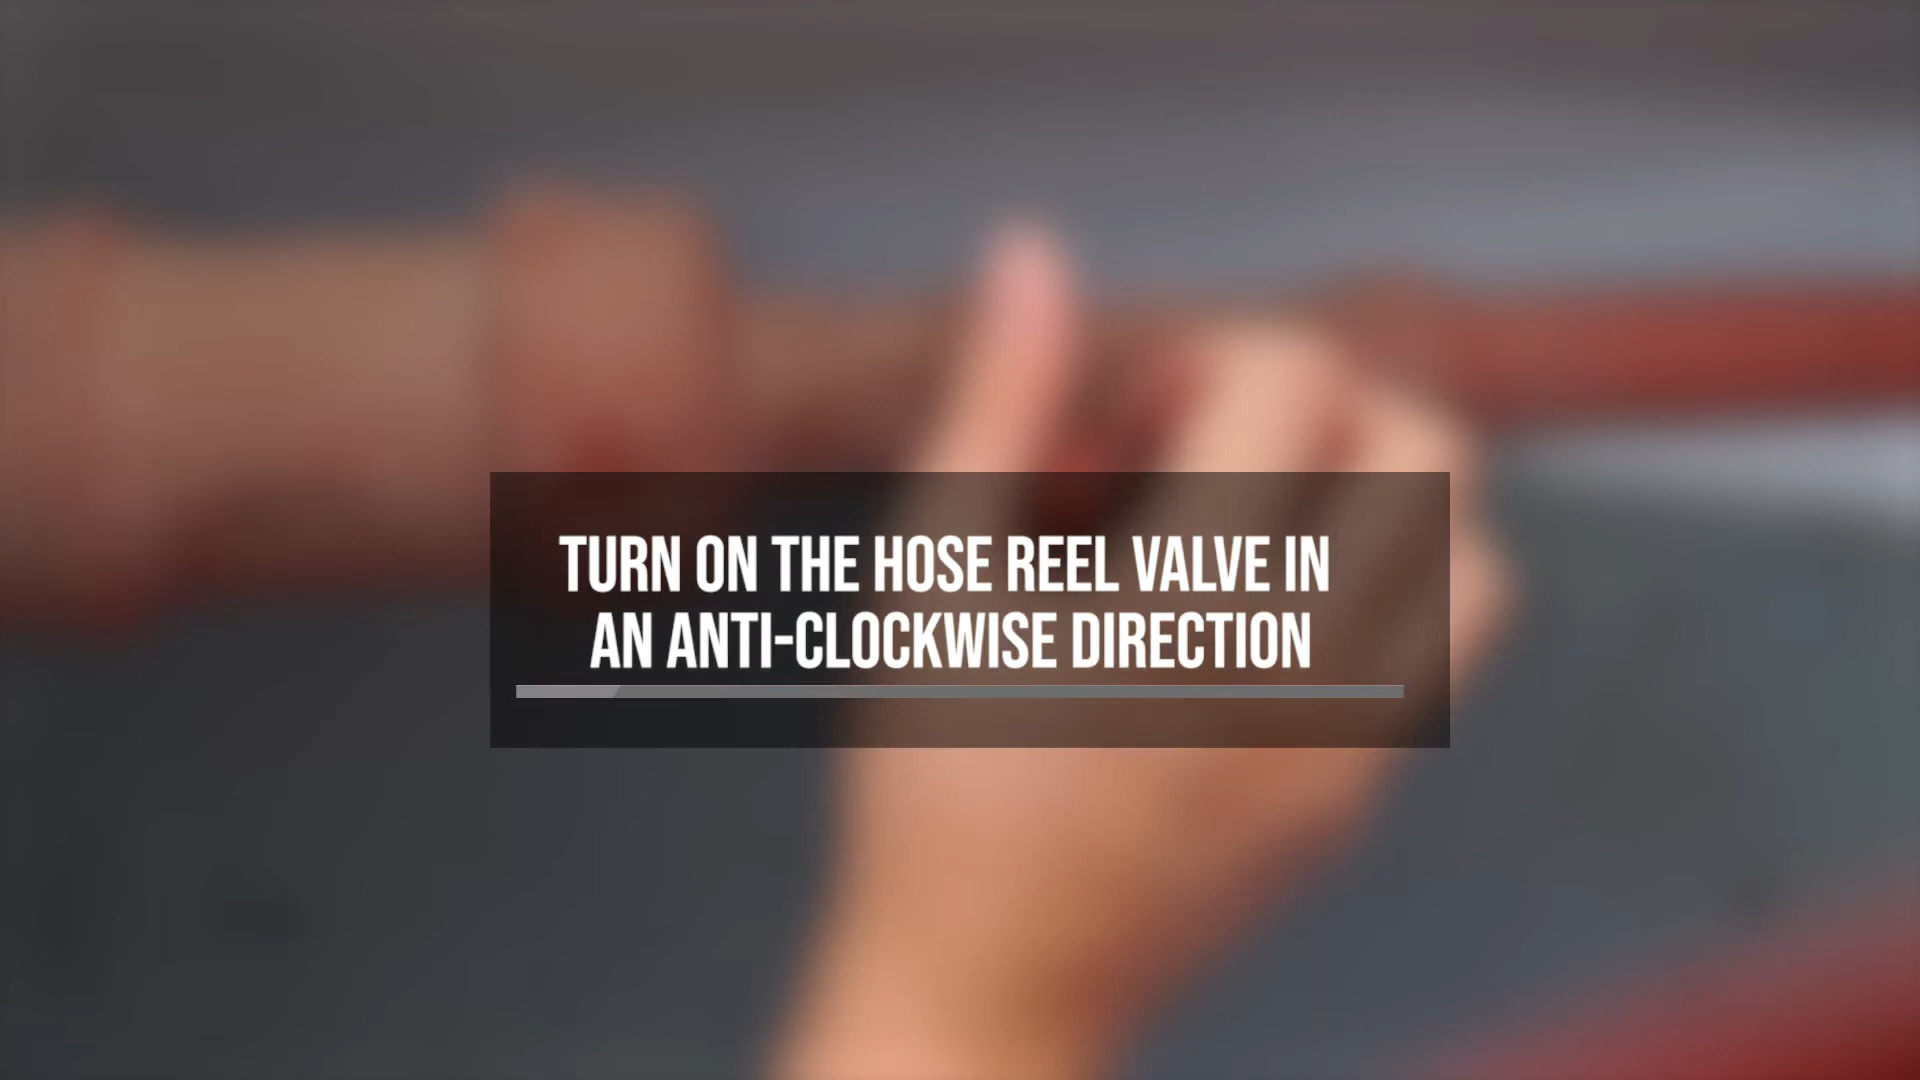 TURN ON THE HOSE REEL VALVE IN
AN ANTI-CLOCKWISE DIRECTION